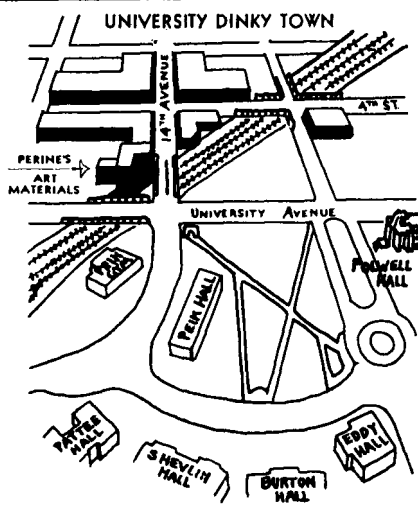 UNIVERSITY DINKY TOWN
14TH AVENUE
4TH ST.
PERINE'S
ART
MATERIALS
UNIVERSITY AVENUE
FOLWELL
HALL
PEIK HALL
PATTEE
HALL
SHEVLIN
HALL
BURTON
HALL
EDDY
HALL